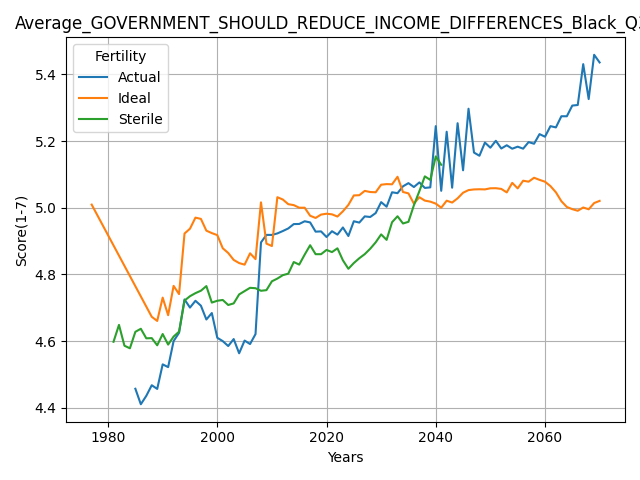 Average_GOVERNMENT_SHOULD_REDUCE_INCOME_DIFFERENCES_Black_Q
Fertility
Actual
Ideal
Sterile
Score(1-7)
5.4
5.2
5.0
4.8
4.6
4.4
1980 2000 2020 2040 2060
Years